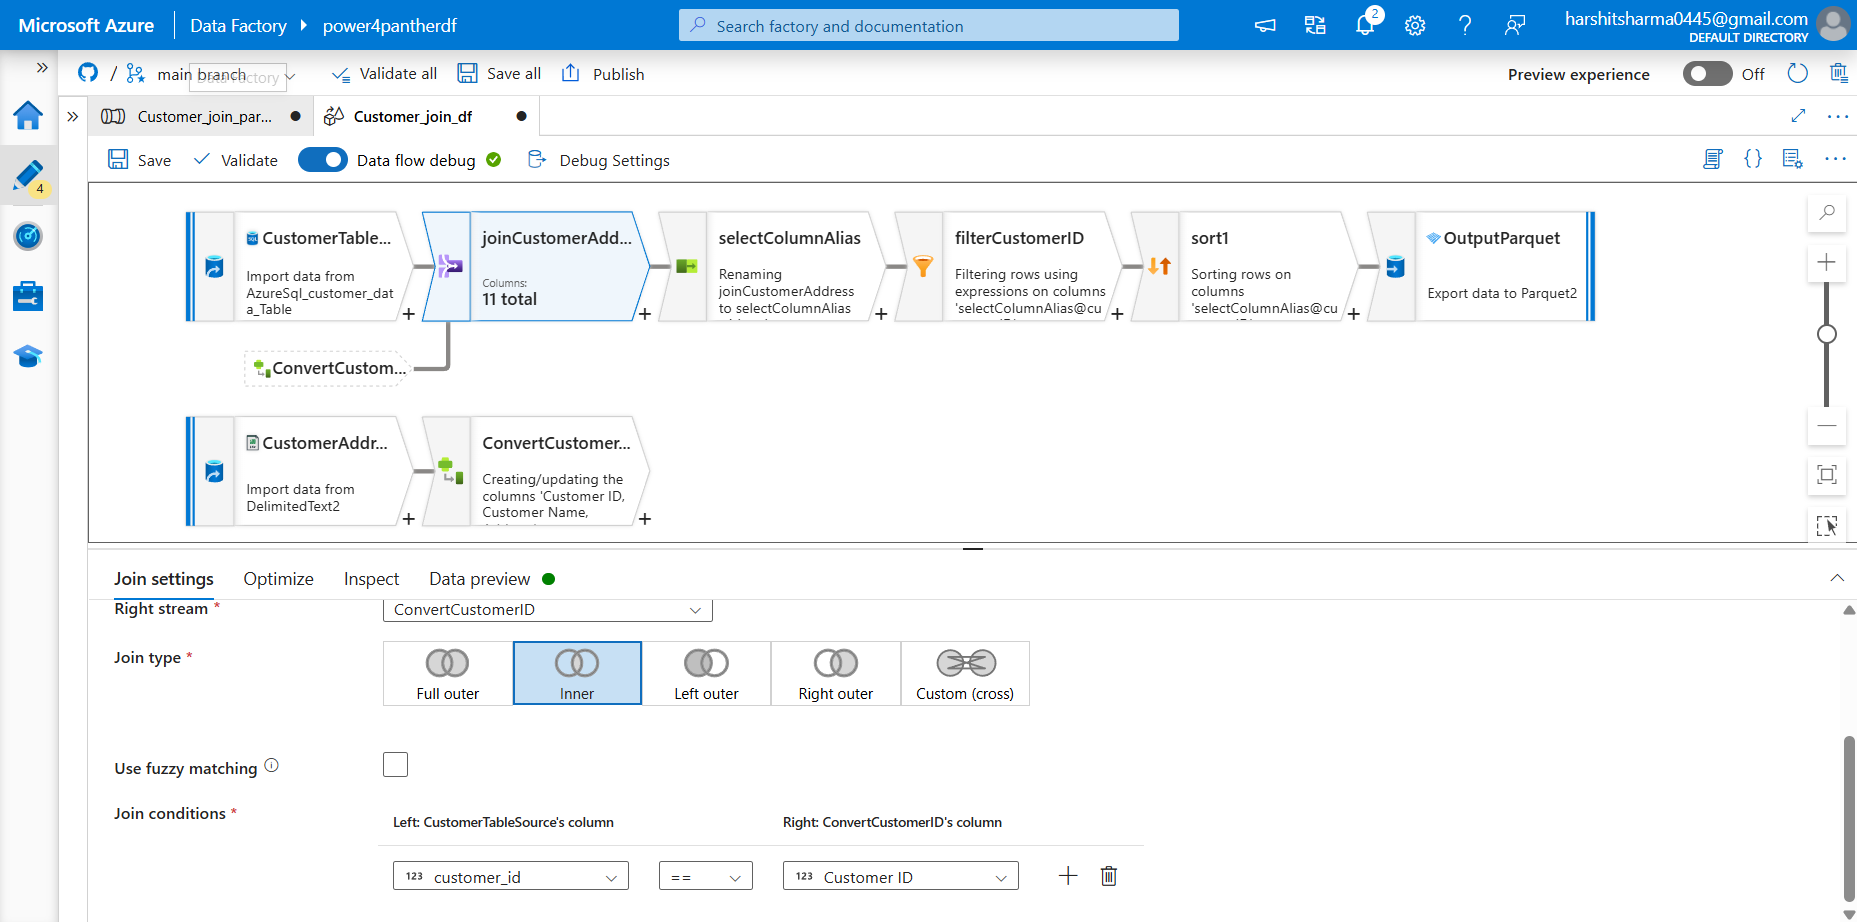 Microsoft Azure
Data Factory
power4pantherdf
Search factory and documentation
2
harshitsharma0445@gmail.com
DEFAULT DIRECTORY
/
main branch
Data Factory
Validate all
Save all
Publish
Preview experience
Off
Customer_join_par...
Customer_join_df
Save
Validate
Data flow debug
Debug Settings
4
CustomerTable...
Import data from
AzureSql_customer_dat
a_Table
+
joinCustomerAdd...
Columns:
11 total
+
selectColumnAlias
Renaming
joinCustomerAddress
to selectColumnAlias
+
filterCustomerID
Filtering rows using
expressions on columns
'selectColumnAlias@cu
+
sort1
Sorting rows on
columns
'selectColumnAlias@cu
+
OutputParquet
Export data to Parquet2
ConvertCustom...
CustomerAddr...
Import data from
DelimitedText2
+
ConvertCustomer...
Creating/updating the
columns 'Customer ID,
Customer Name,
+
Join settings
Optimize
Inspect
Data preview
Right stream *
ConvertCustomerID
Join type *
Full outer
Inner
Left outer
Right outer
Custom (cross)
Use fuzzy matching
Join conditions *
Left: CustomerTableSource's column
Right: ConvertCustomerID's column
123 customer_id
==
123 Customer ID